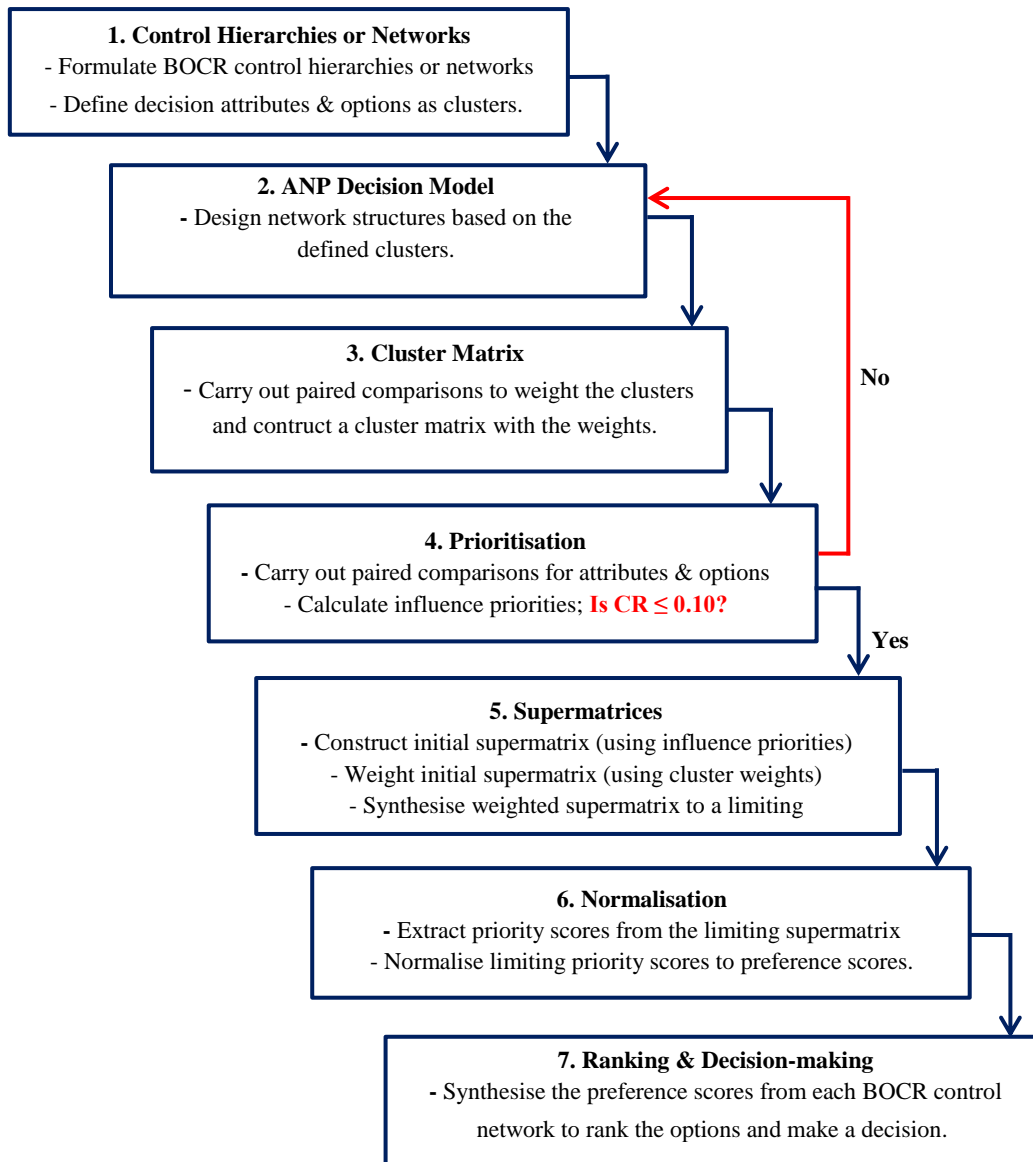 1. Control Hierarchies or Networks
- Formulate BOCR control hierarchies or networks
- Define decision attributes & options as clusters.
2. ANP Decision Model
- Design network structures based on the
defined clusters.
3. Cluster Matrix
- Carry out paired comparisons to weight the clusters
and contruct a cluster matrix with the weights.
No
4. Prioritisation
- Carry out paired comparisons for attributes & options
- Calculate influence priorities; Is CR ≤ 0.10?
Yes
5. Supermatrices
- Construct initial supermatrix (using influence priorities)
- Weight initial supermatrix (using cluster weights)
- Synthesise weighted supermatrix to a limiting
6. Normalisation
- Extract priority scores from the limiting supermatrix
- Normalise limiting priority scores to preference scores.
7. Ranking & Decision-making
- Synthesise the preference scores from each BOCR control
network to rank the options and make a decision.